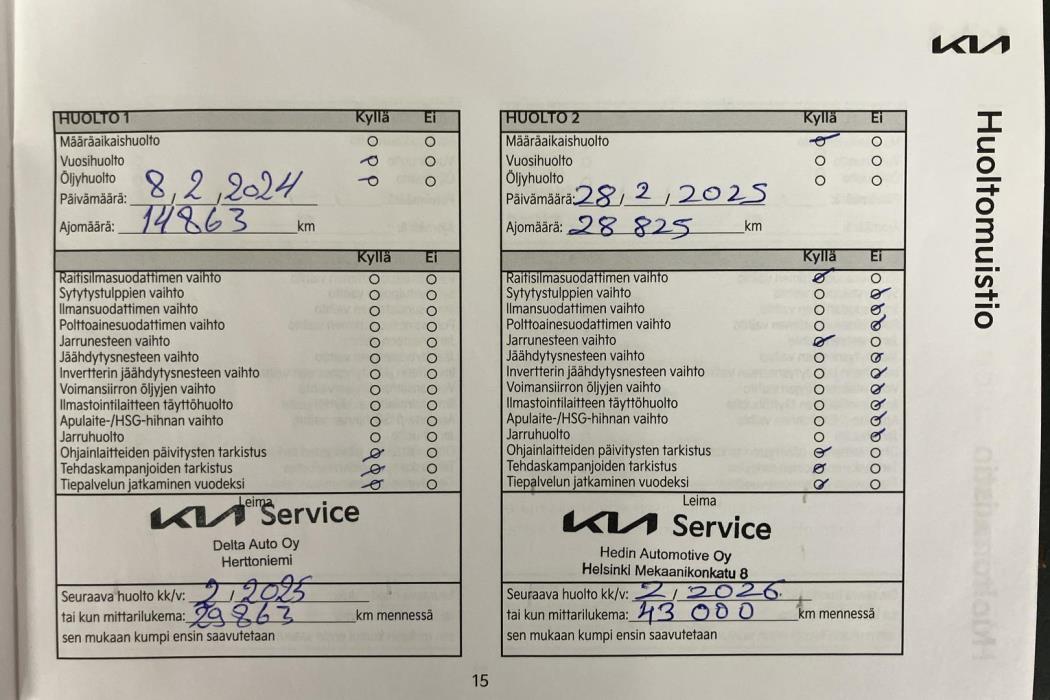 KIA
Huoltomuistio
HUOLTO 1 Kyllä Ei
Määräaikaishuolto
Vuosihuolto
Öljyhuolto
Päivämäärä: 8,2,2024
Ajomäärä: 14863 km
Kyllä Ei
Raitisilmasuodattimen vaihto
Sytytystulppien vaihto
Ilmansuodattimen vaihto
Polttoainesuodattimen vaihto
Jarrunesteen vaihto
Jäähdytysnesteen vaihto
Invertterin jäähdytysnesteen vaihto
Voimansiirron öljyjen vaihto
Ilmastointilaitteen täyttöhuolto
Apulaite-/HSG-hihnan vaihto
Jarruhuolto
Ohjainlaitteiden päivitysten tarkistus
Tehdaskampanjoiden tarkistus
Tiepalvelun jatkaminen vuodeksi
Leima
KIA Service
Delta Auto Oy
Herttoniemi
Seuraava huolto kk/v: 2 / 2025
tai kun mittarilukema: 29863 km mennessä
sen mukaan kumpi ensin saavutetaan
HUOLTO 2 Kyllä Ei
Määräaikaishuolto
Vuosihuolto
Öljyhuolto
Päivämäärä: 28, 2, 2025
Ajomäärä: 28 825 km
Kyllä Ei
Raitisilmasuodattimen vaihto
Sytytystulppien vaihto
Ilmansuodattimen vaihto
Polttoainesuodattimen vaihto
Jarrunesteen vaihto
Jäähdytysnesteen vaihto
Invertterin jäähdytysnesteen vaihto
Voimansiirron öljyjen vaihto
Ilmastointilaitteen täyttöhuolto
Apulaite-/HSG-hihnan vaihto
Jarruhuolto
Ohjainlaitteiden päivitysten tarkistus
Tehdaskampanjoiden tarkistus
Tiepalvelun jatkaminen vuodeksi
Leima
KIA Service
Hedin Automotive Oy
Helsinki Mekaanikonkatu 8
Seuraava huolto kk/v: 2 / 2026.
tai kun mittarilukema: 43 000 km mennessä
sen mukaan kumpi ensin saavutetaan
15